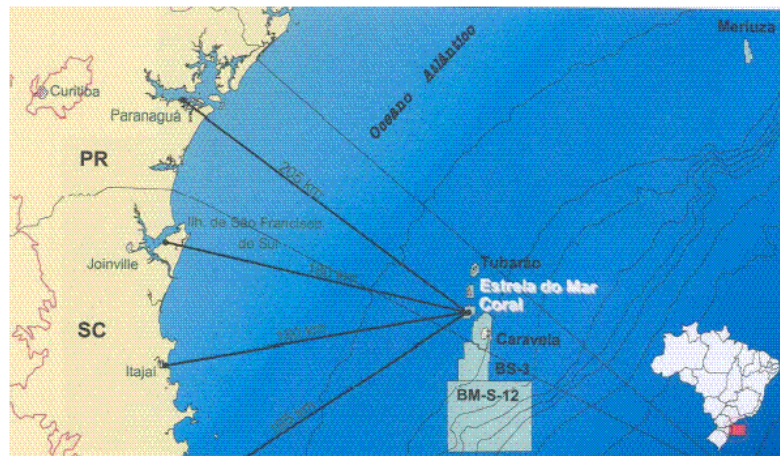 Merluza
Oceano Atlântico
Curitiba
Paranaguá
PR
205 km
Ilh. de São Francisco
do Sul
Joinville
Tubarão
Estrela do Mar
Coral
SC
Caravela
Itajaí
BS-3
BM-S-12